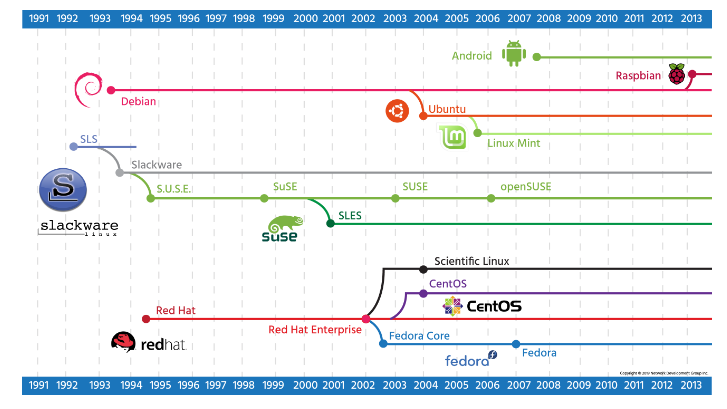 1991 1992 1993 1994 1995 1996 1997 1998 1999 2000 2001 2002 2003 2004 2005 2006 2007 2008 2009 2010 2011 2012 2013
Android
Raspbian
Debian
Ubuntu
Linux Mint
SLS
Slackware
S.U.S.E.
SuSE
SUSE
openSUSE
SLES
slackware
linux
suse
Scientific Linux
CentOS
CentOS
Red Hat
Red Hat Enterprise
Fedora Core
Fedora
redhat
fedora
1991 1992 1993 1994 1995 1996 1997 1998 1999 2000 2001 2002 2003 2004 2005 2006 2007 2008 2009 2010 2011 2012 2013